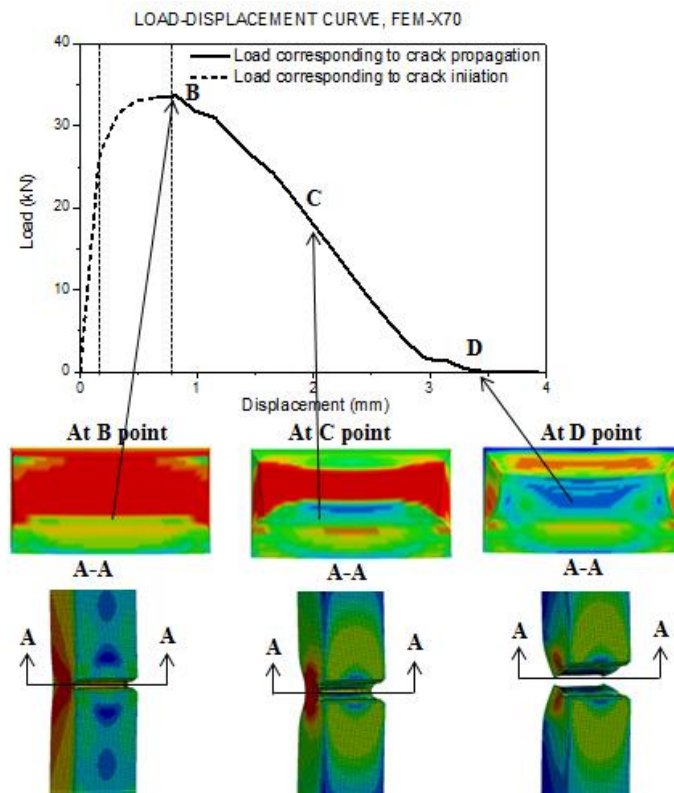 LOAD-DISPLACEMENT CURVE, FEM-X70
40
Load corresponding to crack propagation
Load corresponding to crack iniiation
B
30
Load (kN)
20
C
10
D
0
0 1 2 3 4
Displacement (mm)
At B point At C point At D point
A-A A-A A-A
A A A A A A